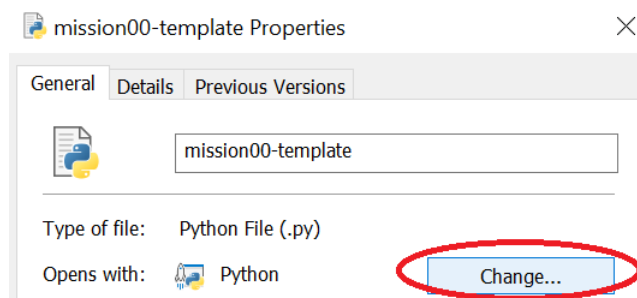 mission00-template Properties
General Details Previous Versions
mission00-template
Type of file: Python File (.py)
Opens with: Python Change...